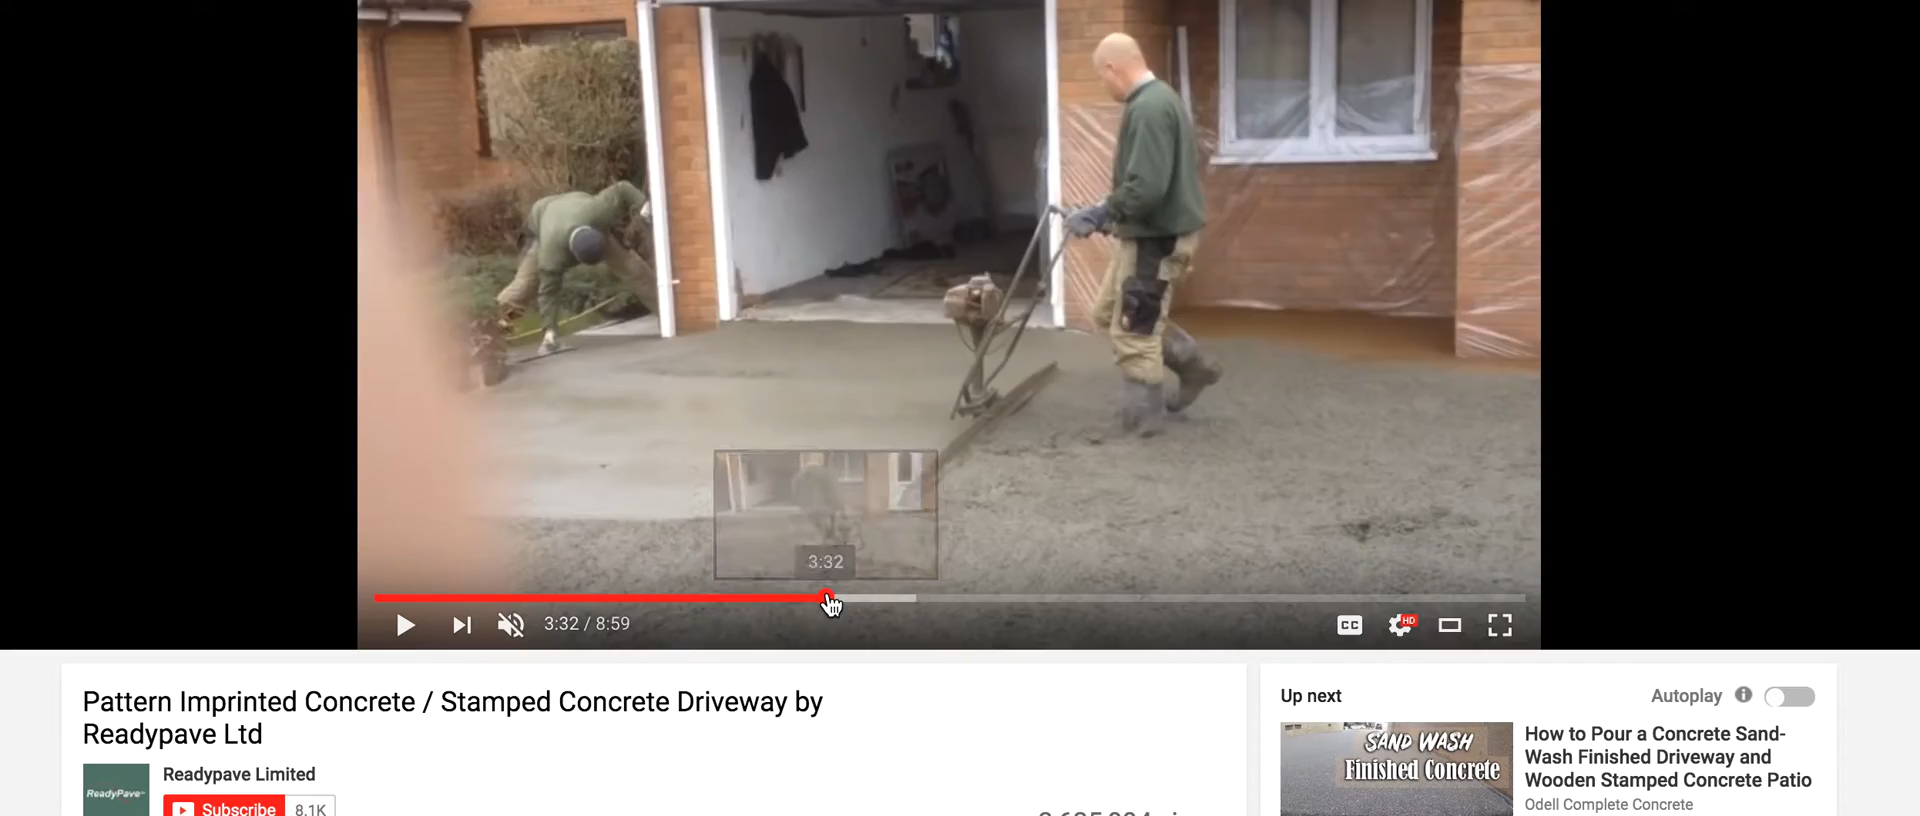 3:32
3:32 / 8:59
CC
HD
Pattern Imprinted Concrete / Stamped Concrete Driveway by
Readypave Ltd
ReadyPave
Readypave Limited
Subscribe 8.1K
Up next
Autoplay
SAND WASH
Finished Concrete
How to Pour a Concrete Sand-
Wash Finished Driveway and
Wooden Stamped Concrete Patio
Odell Complete Concrete